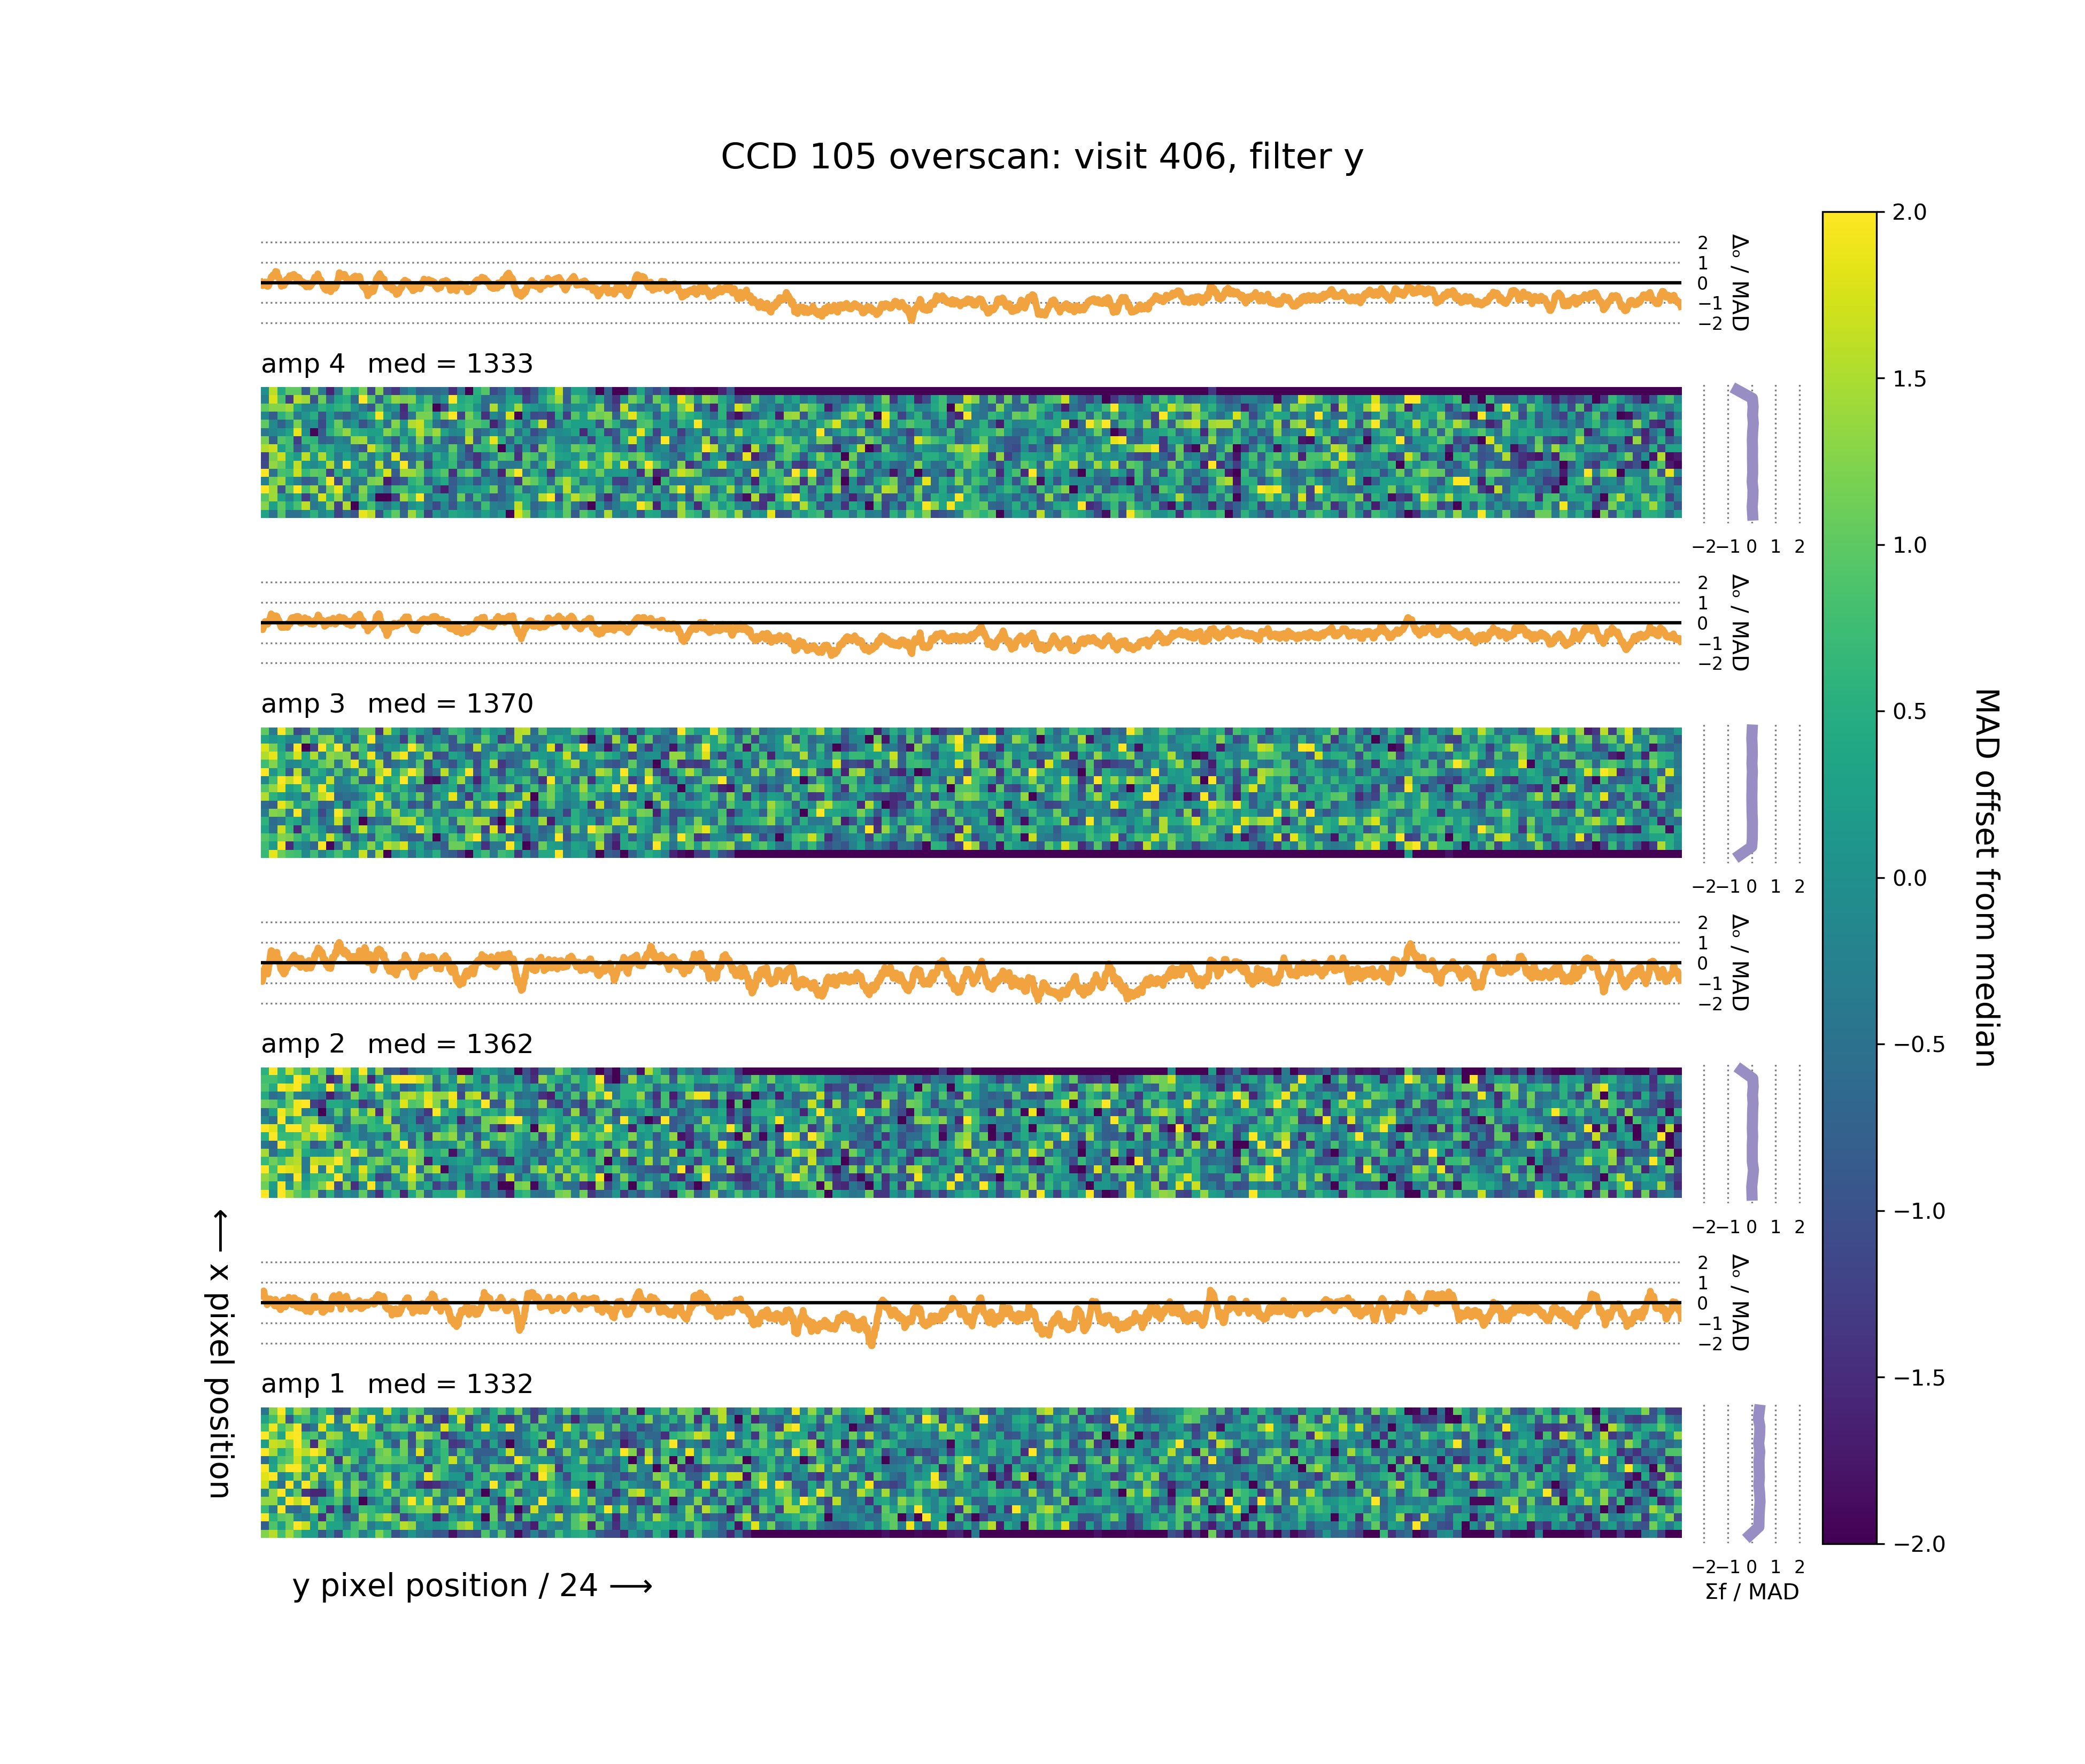 CCD 105 overscan: visit 406, filter y
2
1
0
−1
−2
Δₒ / MAD
amp 4 med = 1333
−2 −1 0 1 2
2
1
0
−1
−2
Δₒ / MAD
amp 3 med = 1370
−2 −1 0 1 2
2
1
0
−1
−2
Δₒ / MAD
amp 2 med = 1362
−2 −1 0 1 2
2
1
0
−1
−2
Δₒ / MAD
amp 1 med = 1332
−2 −1 0 1 2
Σf / MAD
y pixel position / 24 ⟶
⟵ x pixel position
2.0
1.5
1.0
0.5
0.0
−0.5
−1.0
−1.5
−2.0
MAD offset from median